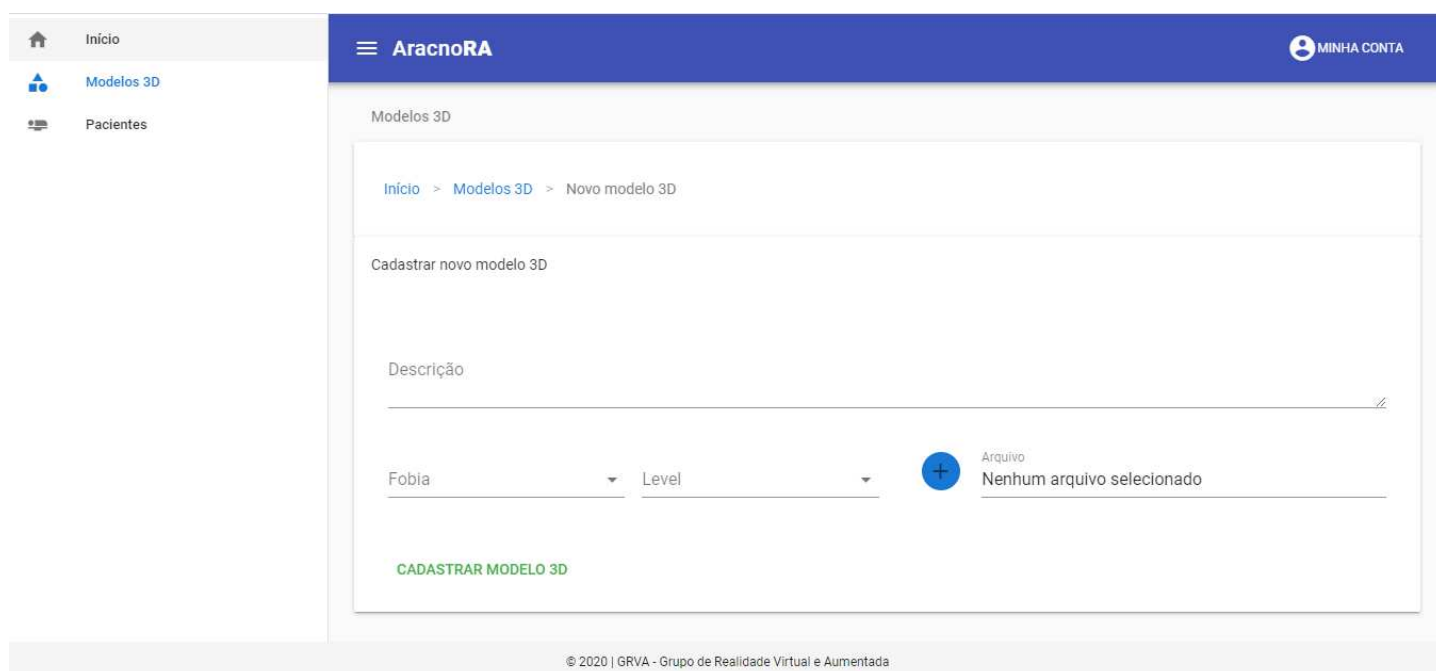 Início
Modelos 3D
Pacientes
AracnoRA
MINHA CONTA
Modelos 3D
Início > Modelos 3D > Novo modelo 3D
Cadastrar novo modelo 3D
Descrição
Arquivo
Fobia Level Nenhum arquivo selecionado
CADASTRAR MODELO 3D
© 2020 | GRVA - Grupo de Realidade Virtual e Aumentada